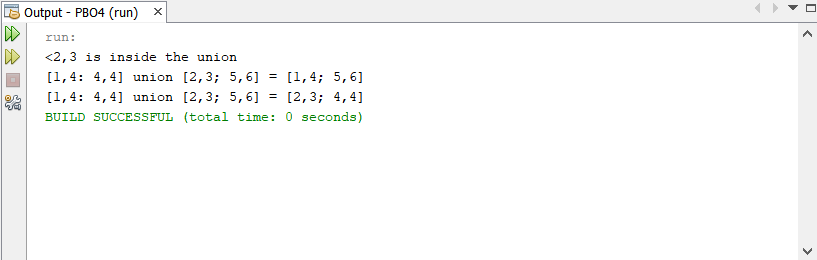 Output - PBO4 (run) ×
run:
<2,3 is inside the union
[1,4: 4,4] union [2,3; 5,6] = [1,4; 5,6]
[1,4: 4,4] union [2,3; 5,6] = [2,3; 4,4]
BUILD SUCCESSFUL (total time: 0 seconds)